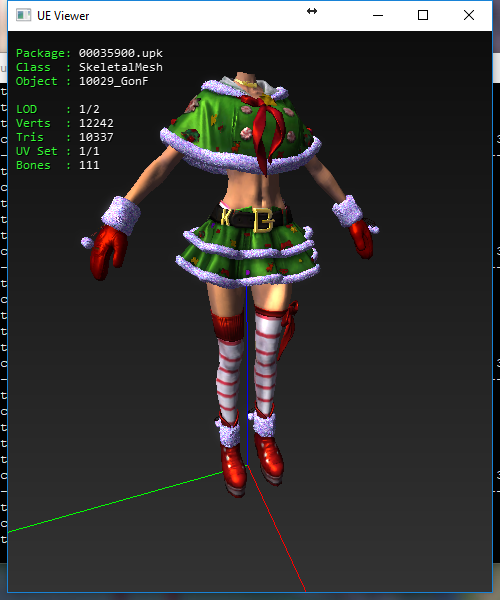 UE Viewer
Package: 00035900.upk
Class : SkeletalMesh
Object : 10029_GonF
LOD : 1/2
Verts : 12242
Tris : 10337
UV Set : 1/1
Bones : 111
K B